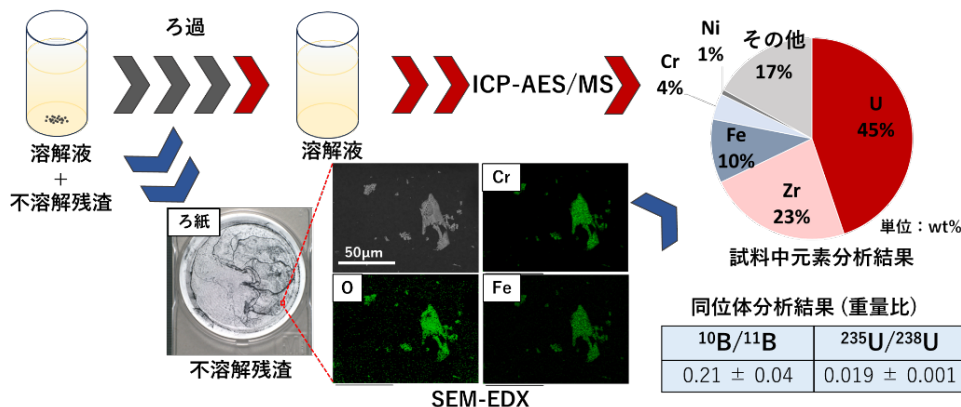 ろ過
溶解液
+
不溶解残渣
溶解液
ICP-AES/MS
ろ紙
不溶解残渣
50μm
Cr
O
Fe
SEM-EDX
Ni
1%
その他
17%
Cr
4%
U
45%
Fe
10%
Zr
23%
単位：wt%
試料中元素分析結果
同位体分析結果 (重量比)
¹⁰B/¹¹B ²³⁵U/²³⁸U
0.21 ± 0.04 0.019 ± 0.001